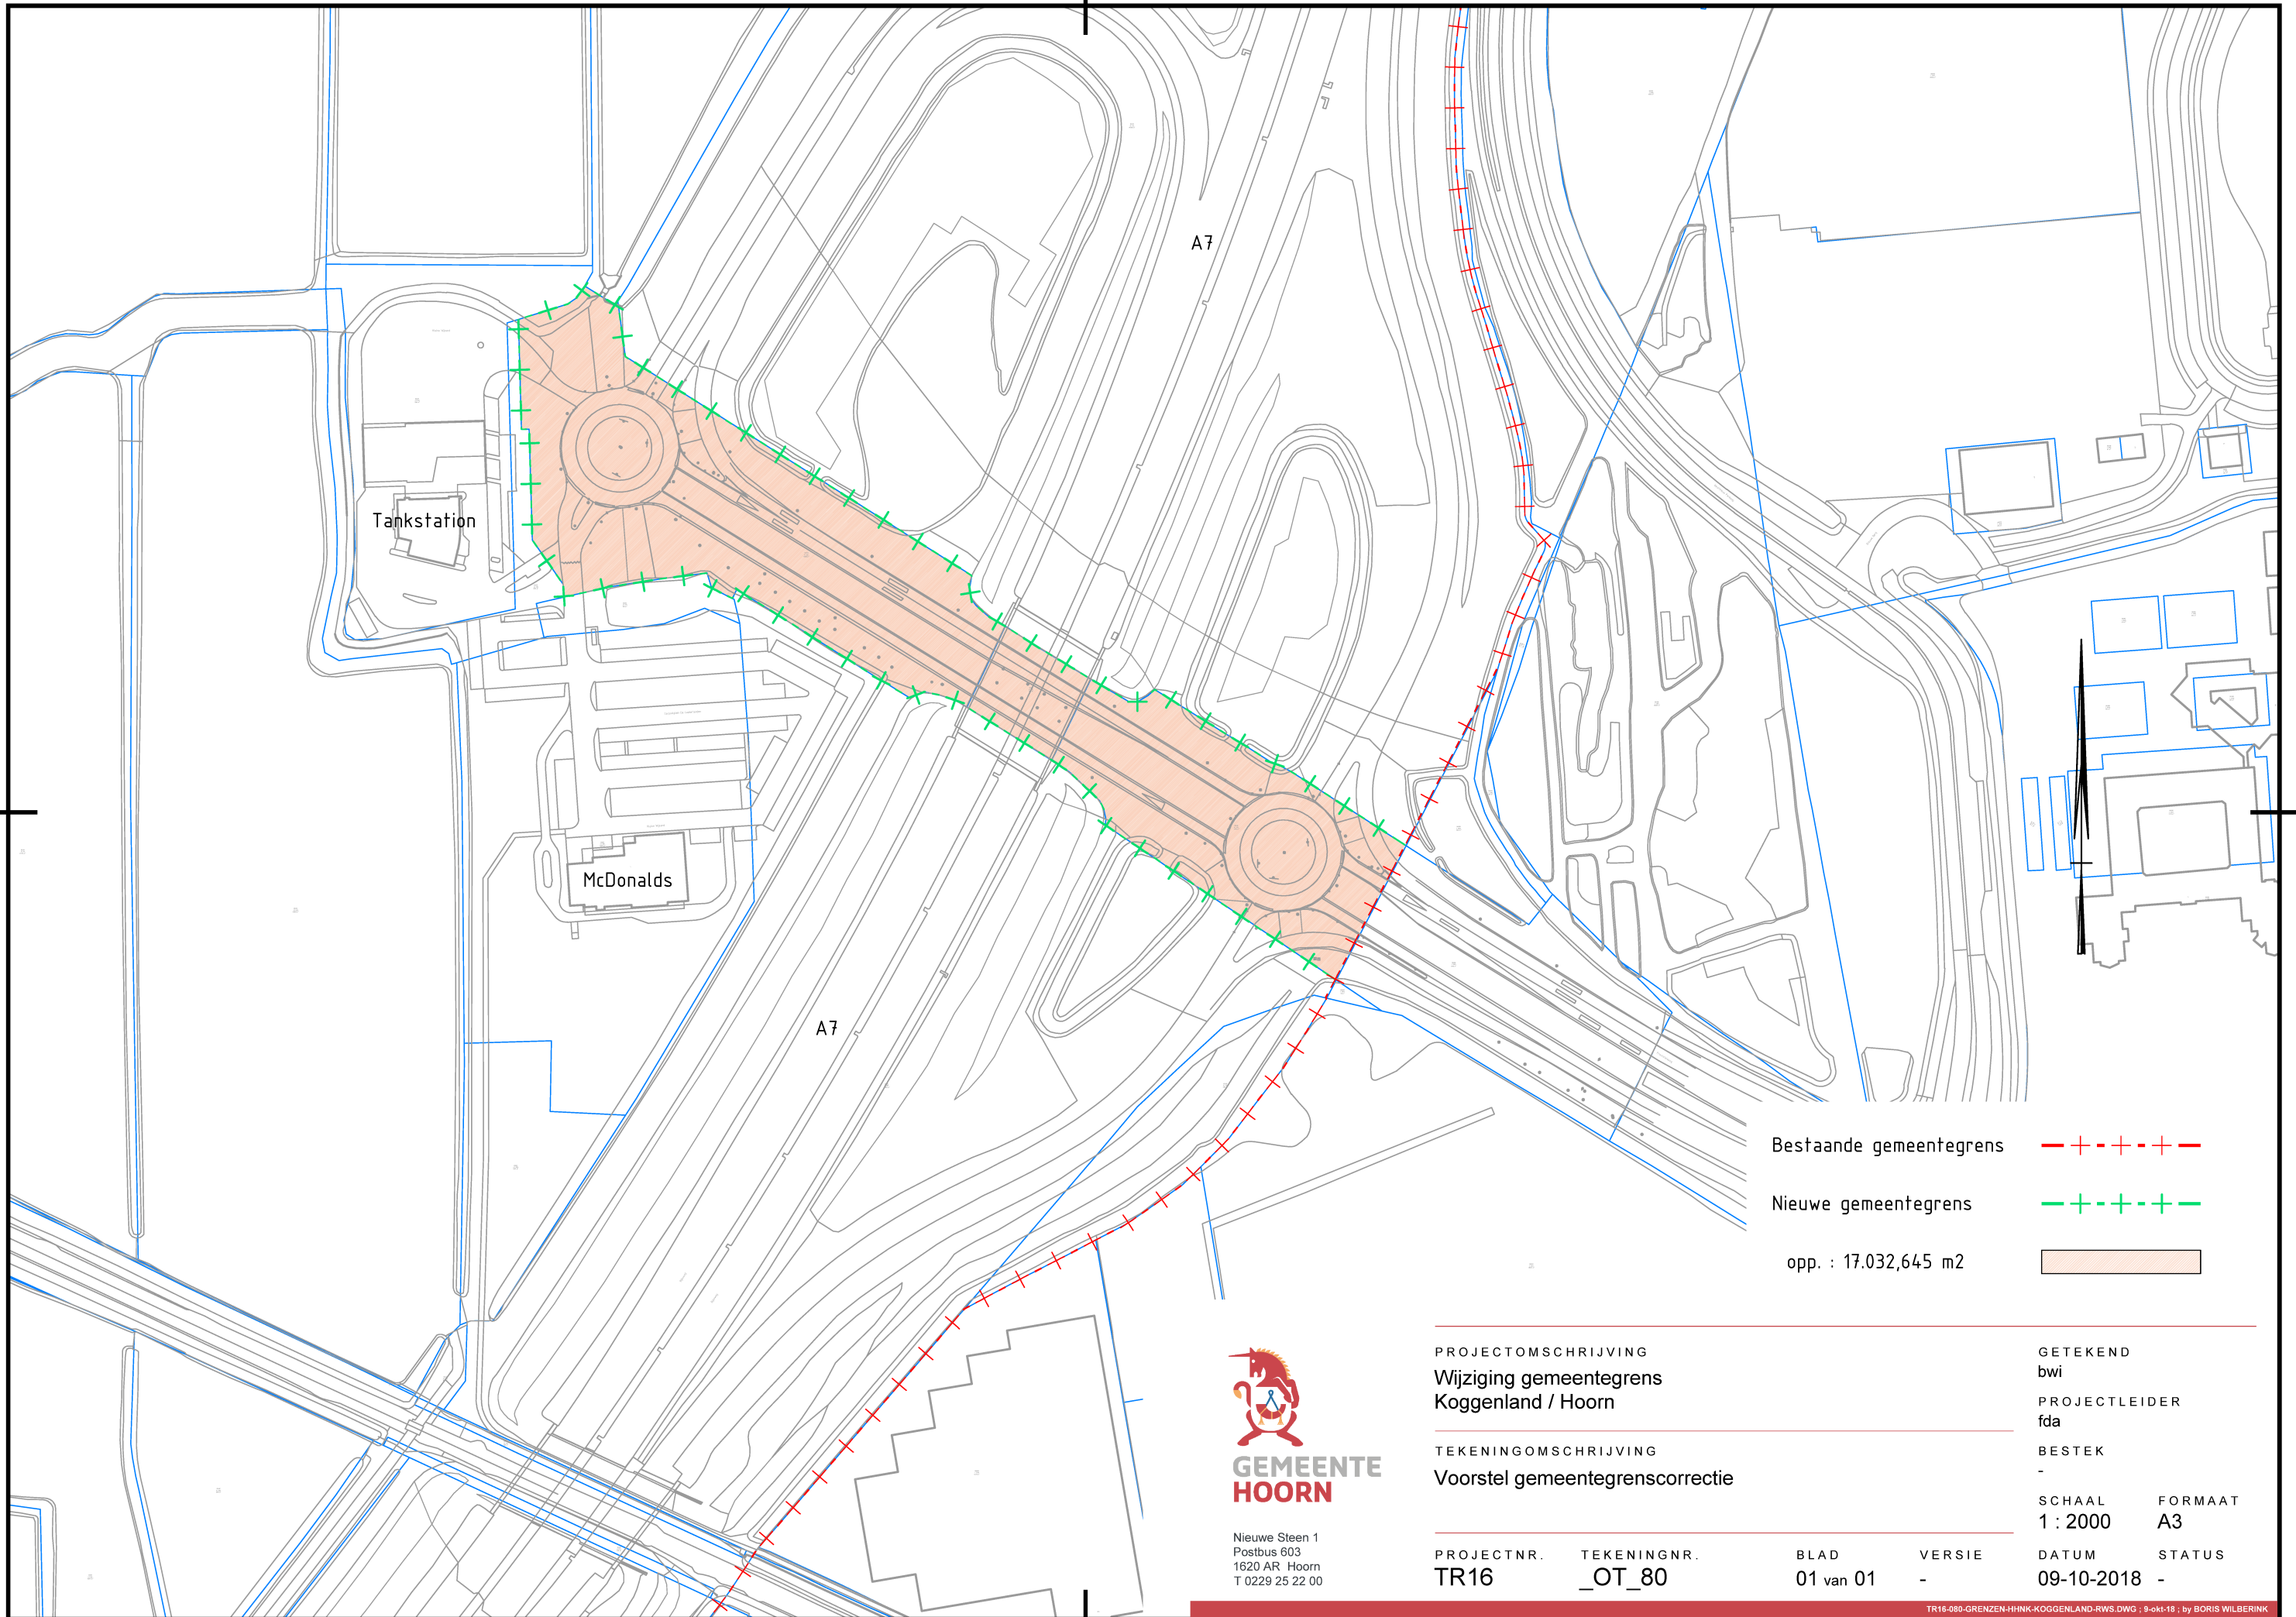 A7
Tankstation
McDonalds
A7
Bestaande gemeentegrens
Nieuwe gemeentegrens
opp. : 17.032,645 m2
GEMEENTE
HOORN
Nieuwe Steen 1
Postbus 603
1620 AR Hoorn
T 0229 25 22 00
PROJECTOMSCHRIJVING
Wijziging gemeentegrens
Koggenland / Hoorn
TEKENINGOMSCHRIJVING
Voorstel gemeentegrenscorrectie
PROJECTNR. TEKENINGNR. BLAD VERSIE
TR16 _OT_80 01 van 01 -
GETEKEND
bwi
PROJECTLEIDER
fda
BESTEK
-
SCHAAL FORMAAT
1 : 2000 A3
DATUM STATUS
09-10-2018 -
TR16-080-GRENZEN-HHNK-KOGGENLAND-RWS.DWG ; 9-okt-18 ; by BORIS WILBERINK